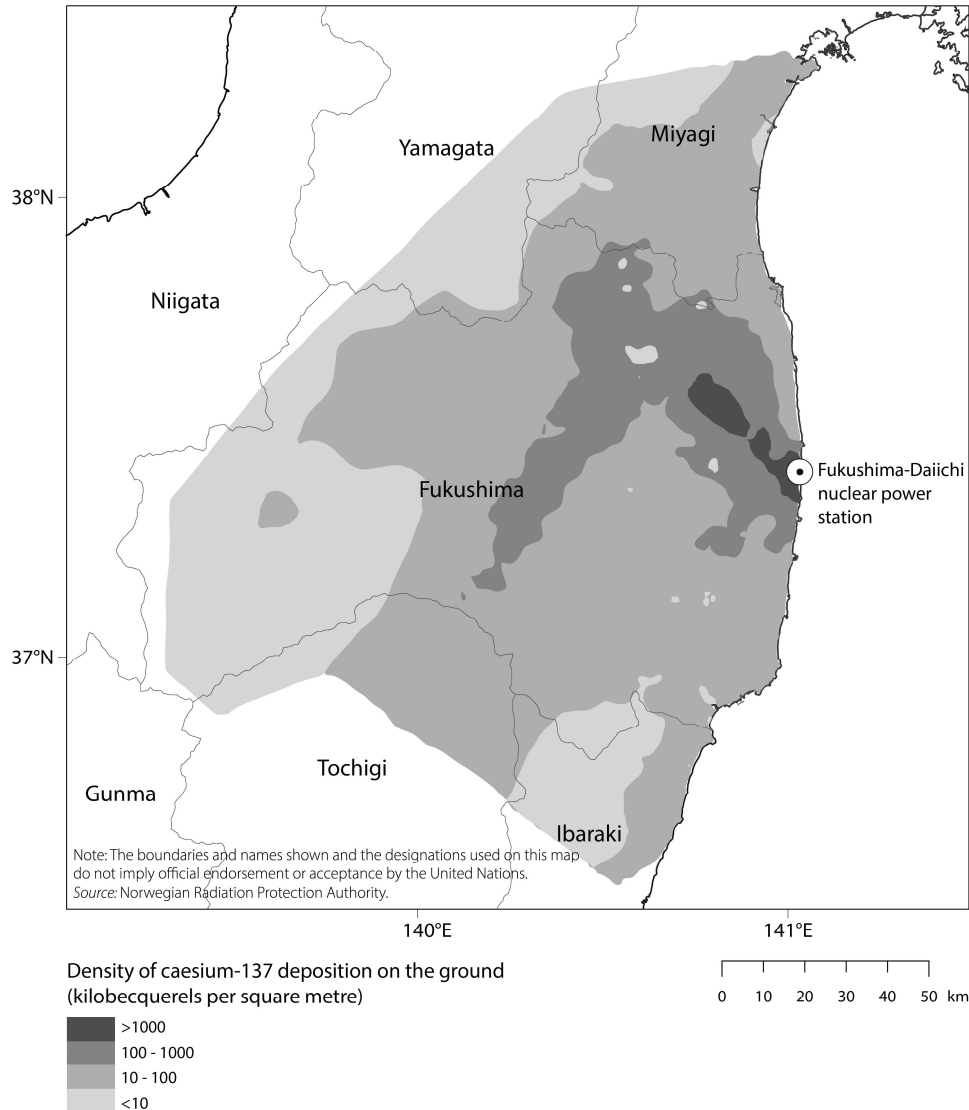 Yamagata
Miyagi
38°N
Niigata
Fukushima
Fukushima-Daiichi
nuclear power
station
37°N
Tochigi
Gunma
Ibaraki
Note: The boundaries and names shown and the designations used on this map
do not imply official endorsement or acceptance by the United Nations.
Source: Norwegian Radiation Protection Authority.
140°E
141°E
Density of caesium-137 deposition on the ground
(kilobecquerels per square metre)
0 10 20 30 40 50 km
>1000
100 - 1000
10 - 100
<10